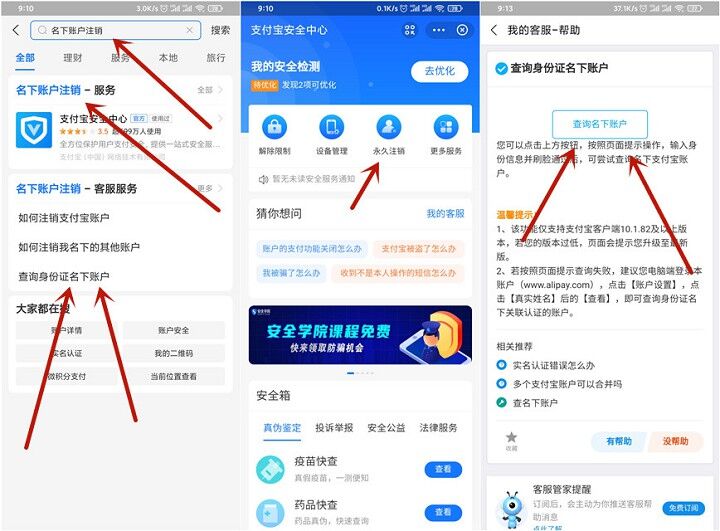 9:10
3.0K/s
名下账户注销
搜索
全部
理财
服务
本地
旅行
名下账户注销 - 服务
全部
支付宝安全中心
官方
使用过
3.5
全方位保护用户支付安全，提供一站式安全服...
支付宝（中国）网络技术有限公司
名下账户注销 - 客服服务
更多
如何注销支付宝账户
如何注销我名下的其他账户
查询身份证名下账户
大家都在搜
账户详情
账户安全
实名认证
我的二维码
微积分支付
当前位置查看
9:10
0.1K/s
支付宝安全中心
我的安全检测
待优化
发现2项可优化
去优化
解除限制
设备管理
永久注销
更多服务
暂无未读安全服务通知
猜你想问
我的客服
账户的支付功能关闭怎么办
支付宝被盗了怎么办
我被骗了怎么办
收到不是本人操作的短信怎么办
安全学院
安全学院课程免费
快来领取防骗机会
安全箱
真伪鉴定
投诉举报
安全公益
法律服务
疫苗快查
真假疫苗，一测便知
查看
药品快查
药品真伪，快速查询
查看
9:13
37.1K/s
我的客服-帮助
查询身份证名下账户
查询名下账户
您可以点击上方按钮，按照页面提示操作，输入身
份信息并刷脸通过后，可尝试查询名下支付宝账
户。
温馨提示：
1、该功能仅支持支付宝客户端10.1.82及以上版
本，若您的版本过低，页面会提示您升级至最新
版。
2、若按照页面提示查询失败，建议您电脑端登录本
账户（www.alipay.com），点击【账户设置】，点
击【真实姓名】后的【查看】，即可查询身份证名
下关联认证的账户。
相关推荐
实名认证错误怎么办
多个支付宝账户可以合并吗
查名下账户
收藏
有帮助
没帮助
客服管家提醒
订阅后，会主动为你推送客服帮
助消息
点此了解
免费订阅